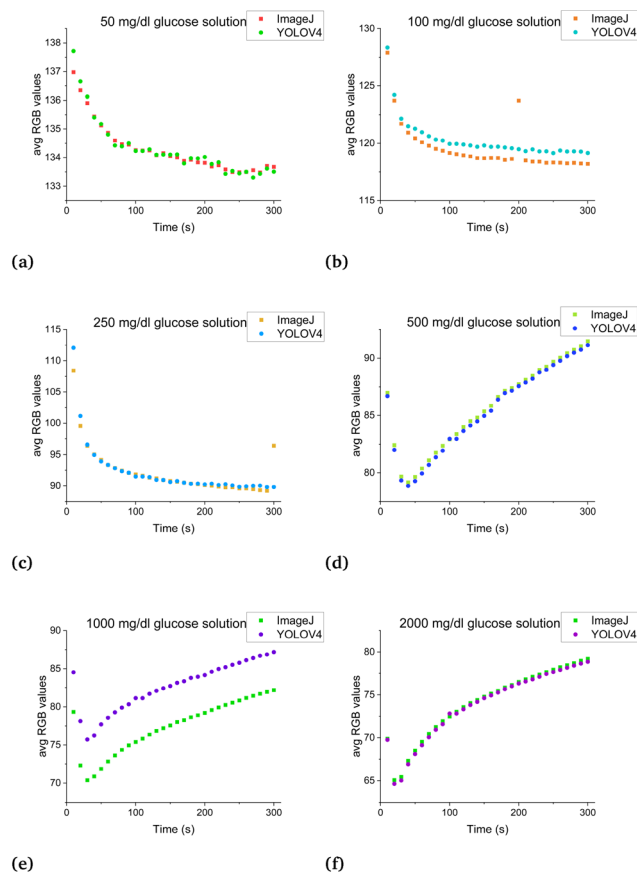 50 mg/dl glucose solution
ImageJ
YOLOV4
138
137
136
135
134
133
avg RGB values
0
100
200
300
Time (s)
(a)
100 mg/dl glucose solution
ImageJ
YOLOV4
130
125
120
115
avg RGB values
0
100
200
300
Time (s)
(b)
250 mg/dl glucose solution
ImageJ
YOLOV4
115
110
105
100
95
90
avg RGB values
0
100
200
300
Time (s)
(c)
500 mg/dl glucose solution
ImageJ
YOLOV4
90
85
80
avg RGB values
0
100
200
300
Time (s)
(d)
1000 mg/dl glucose solution
ImageJ
YOLOV4
90
85
80
75
70
avg RGB values
0
100
200
300
Time (s)
(e)
2000 mg/dl glucose solution
ImageJ
YOLOV4
80
75
70
65
avg RGB values
0
100
200
300
Time (s)
(f)